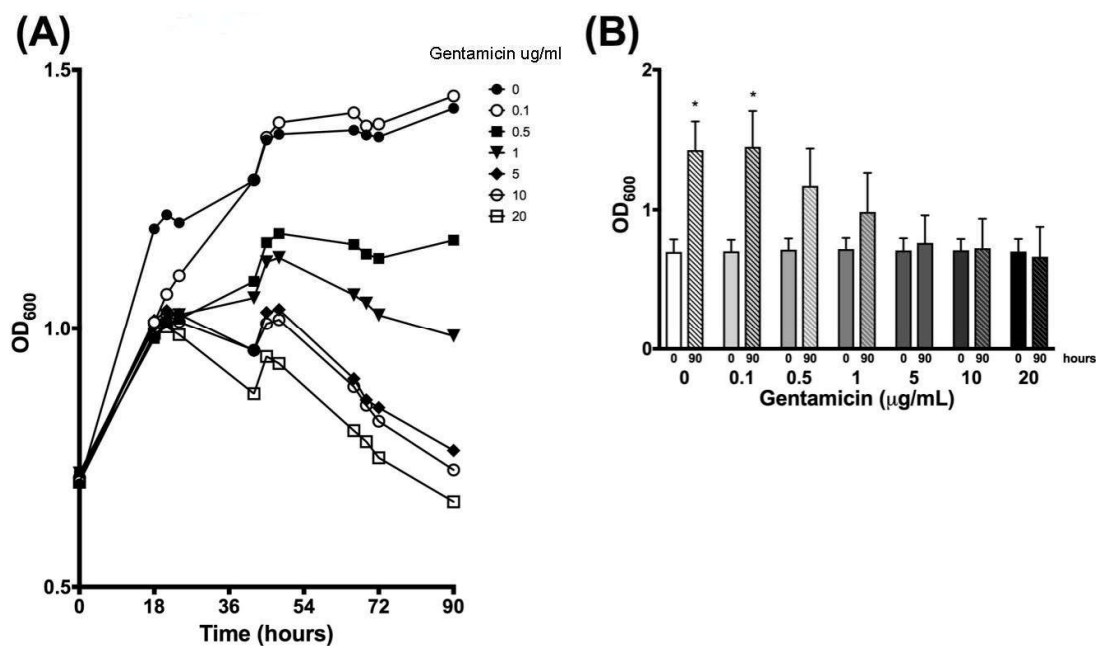 (A)
Gentamicin ug/ml
0
0.1
0.5
1
5
10
20
1.5
1.0
0.5
OD600
0 18 36 54 72 90
Time (hours)
(B)
2
1
0
OD600
* *
0 90 0 90 0 90 0 90 0 90 0 90 0 90 hours
0 0.1 0.5 1 5 10 20
Gentamicin (μg/mL)